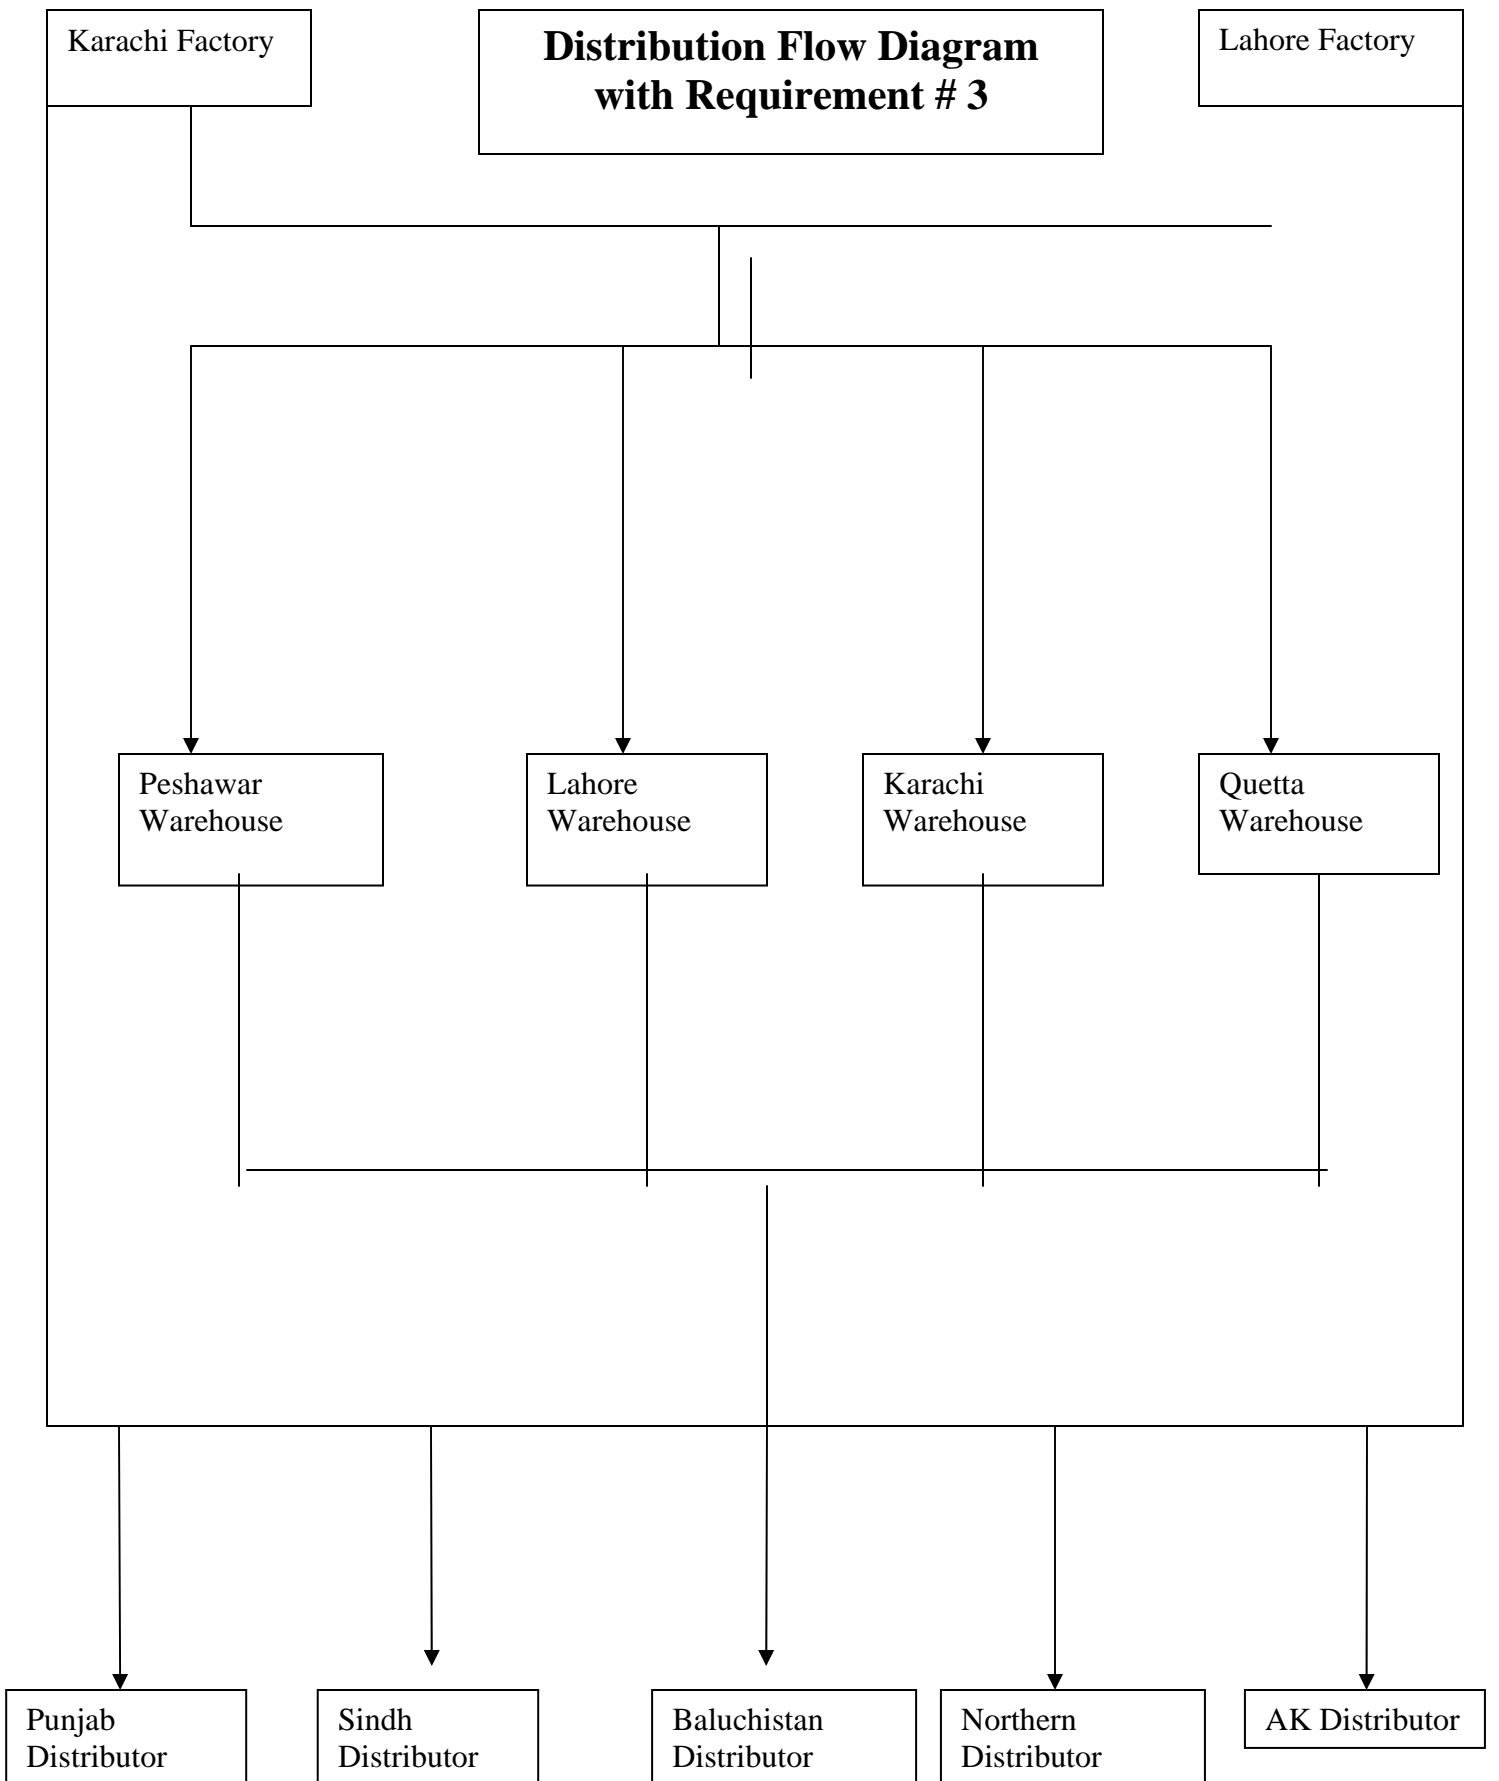 Karachi Factory
Distribution Flow Diagram
with Requirement # 3
Lahore Factory
Peshawar
Warehouse
Lahore
Warehouse
Karachi
Warehouse
Quetta
Warehouse
Punjab
Distributor
Sindh
Distributor
Baluchistan
Distributor
Northern
Distributor
AK Distributor